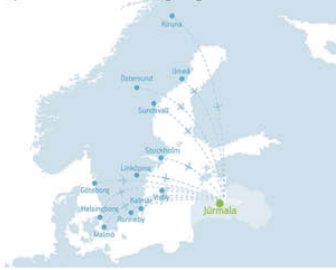 Kiruna
Umeå
Östersund
Sundsvall
Stockholm
Linköping
Göteborg
Visby
Kalmar
Helsingborg
Ronneby
Jūrmala
Malmö